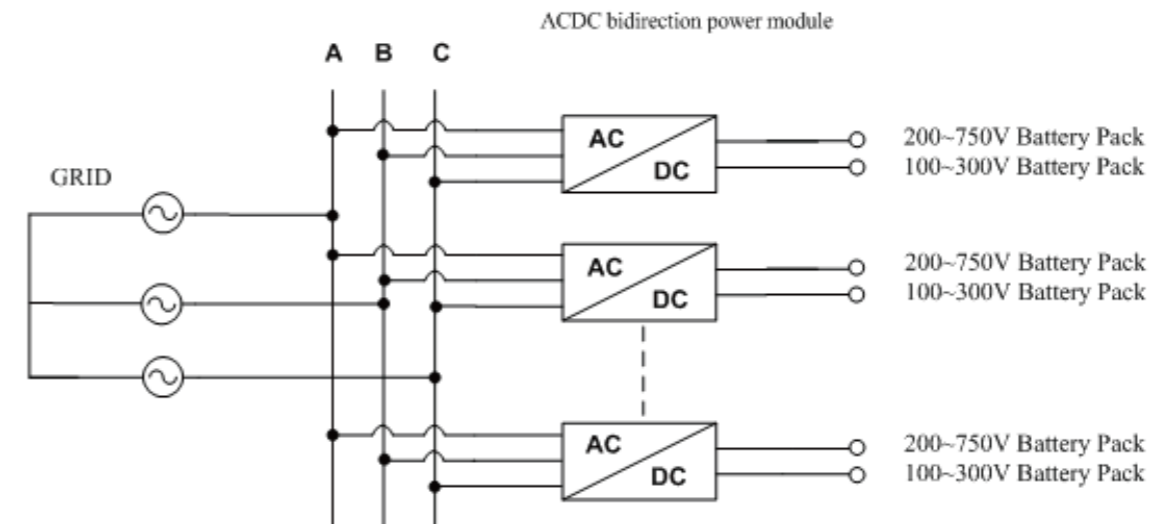 ACDC bidirection power module
A B C
AC
DC
200~750V Battery Pack
100~300V Battery Pack
GRID
AC
DC
200~750V Battery Pack
100~300V Battery Pack
AC
DC
200~750V Battery Pack
100~300V Battery Pack